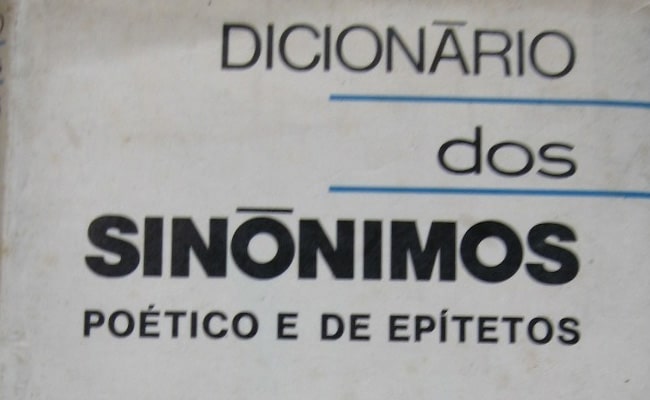 DICIONĀRIO
dos
SINŌNIMOS
POÉTICO E DE EPÍTETOS